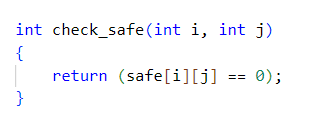 int check_safe(int i, int j)
{
    return (safe[i][j] == 0);
}